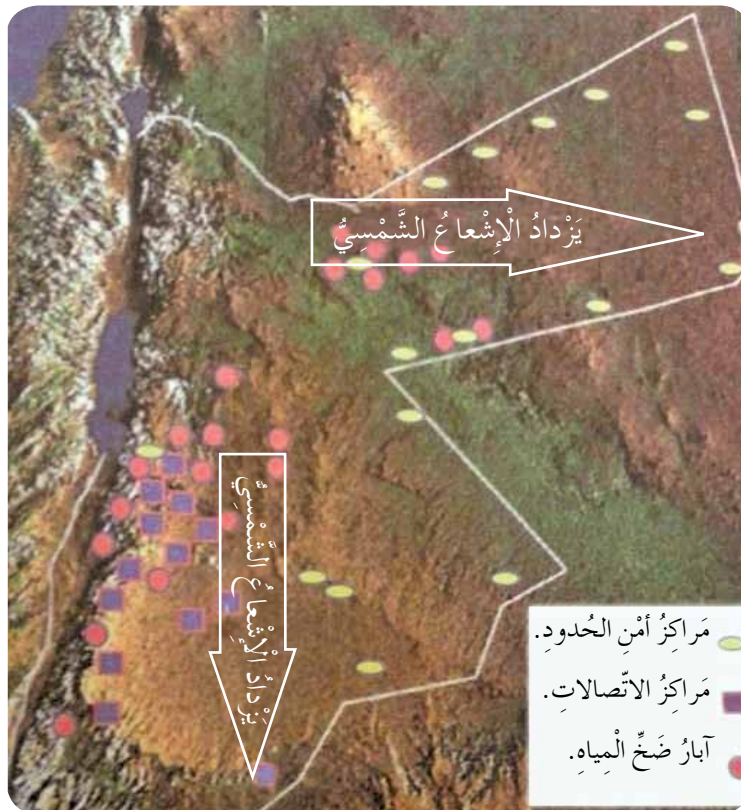 يَزْدادُ الْإِشْعاعُ الشَّمْسِيُّ
يَزْدادُ الْإِشْعاعُ الشَّمْسِيُّ
مَراكِزُ أَمْنِ الحُدودِ.
مَراكِزُ الاتّصالاتِ.
آبارُ ضَخِّ الْمِياهِ.